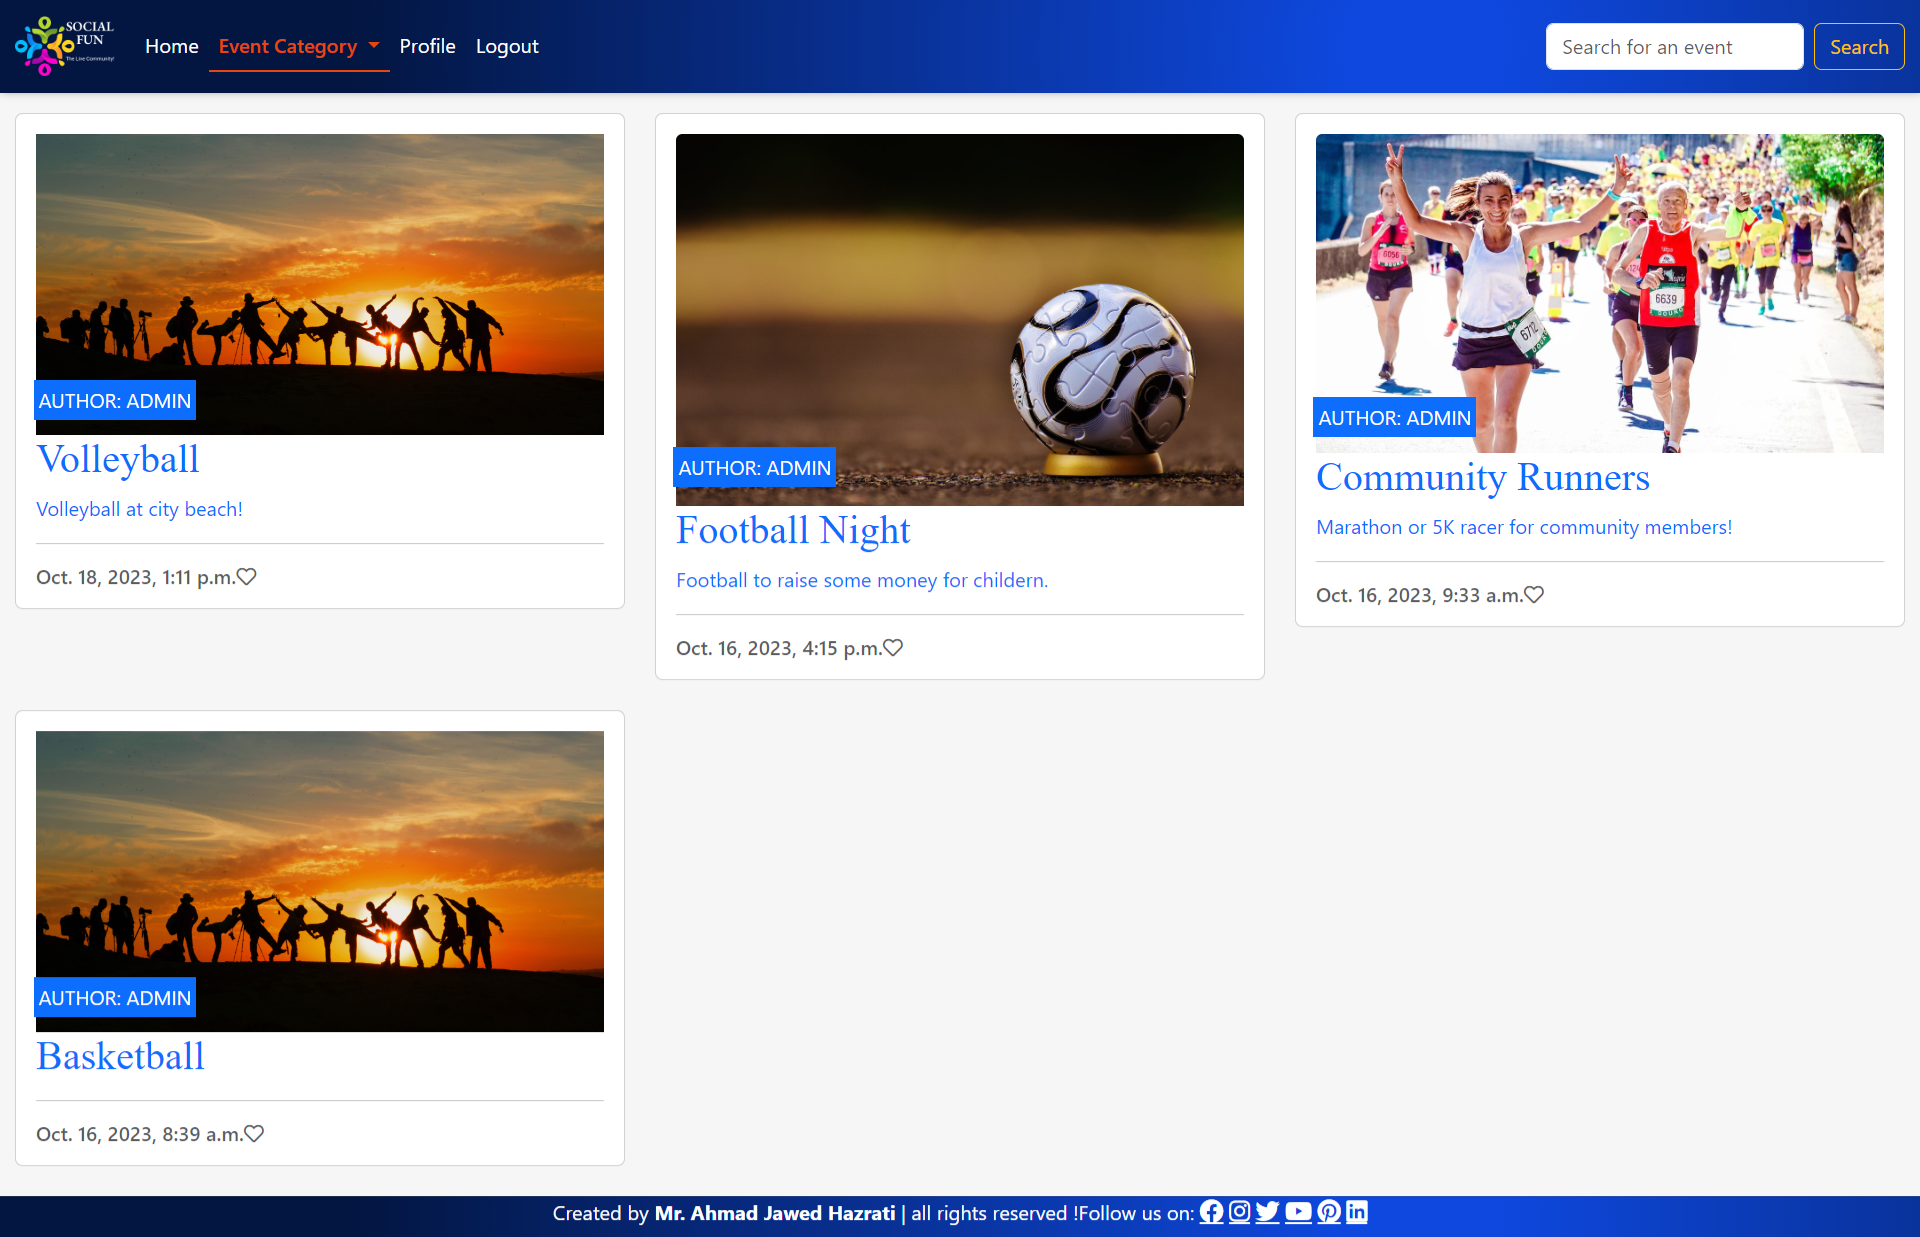 SOCIAL
FUN
The Live Community!
Home
Event Category
Profile
Logout
Search for an event
Search
AUTHOR: ADMIN
Volleyball
Volleyball at city beach!
Oct. 18, 2023, 1:11 p.m.
AUTHOR: ADMIN
Football Night
Football to raise some money for childern.
Oct. 16, 2023, 4:15 p.m.
6056
6712
6639
AUTHOR: ADMIN
Community Runners
Marathon or 5K racer for community members!
Oct. 16, 2023, 9:33 a.m.
AUTHOR: ADMIN
Basketball
Oct. 16, 2023, 8:39 a.m.
Created by Mr. Ahmad Jawed Hazrati | all rights reserved !Follow us on: